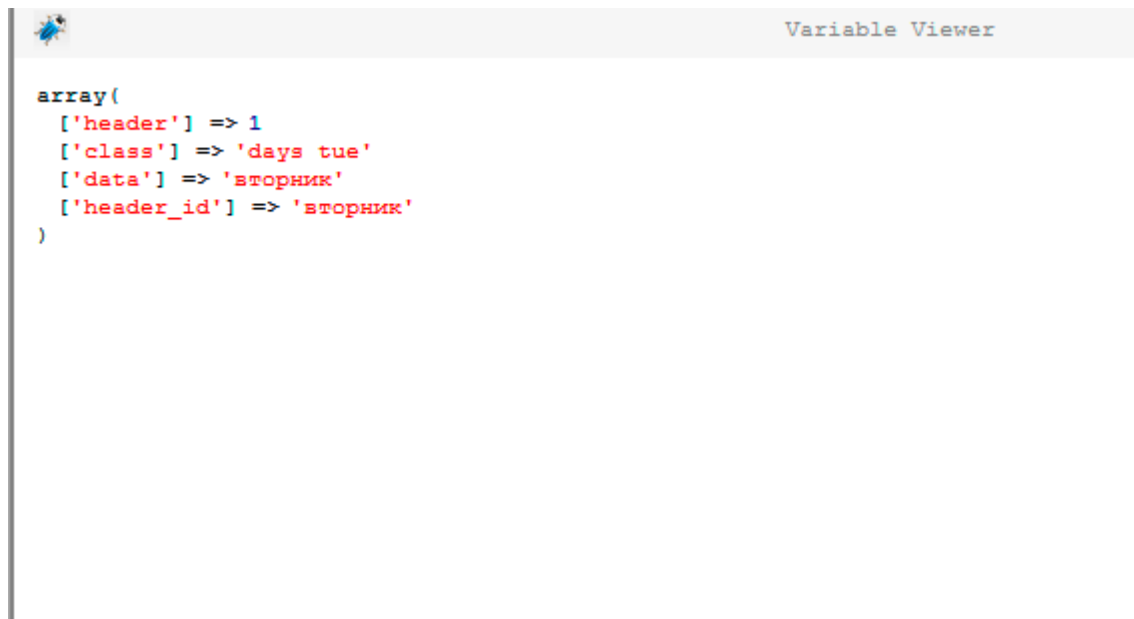 Variable Viewer
array(
['header'] => 1
['class'] => 'days tue'
['data'] => 'вторник'
['header_id'] => 'вторник'
)